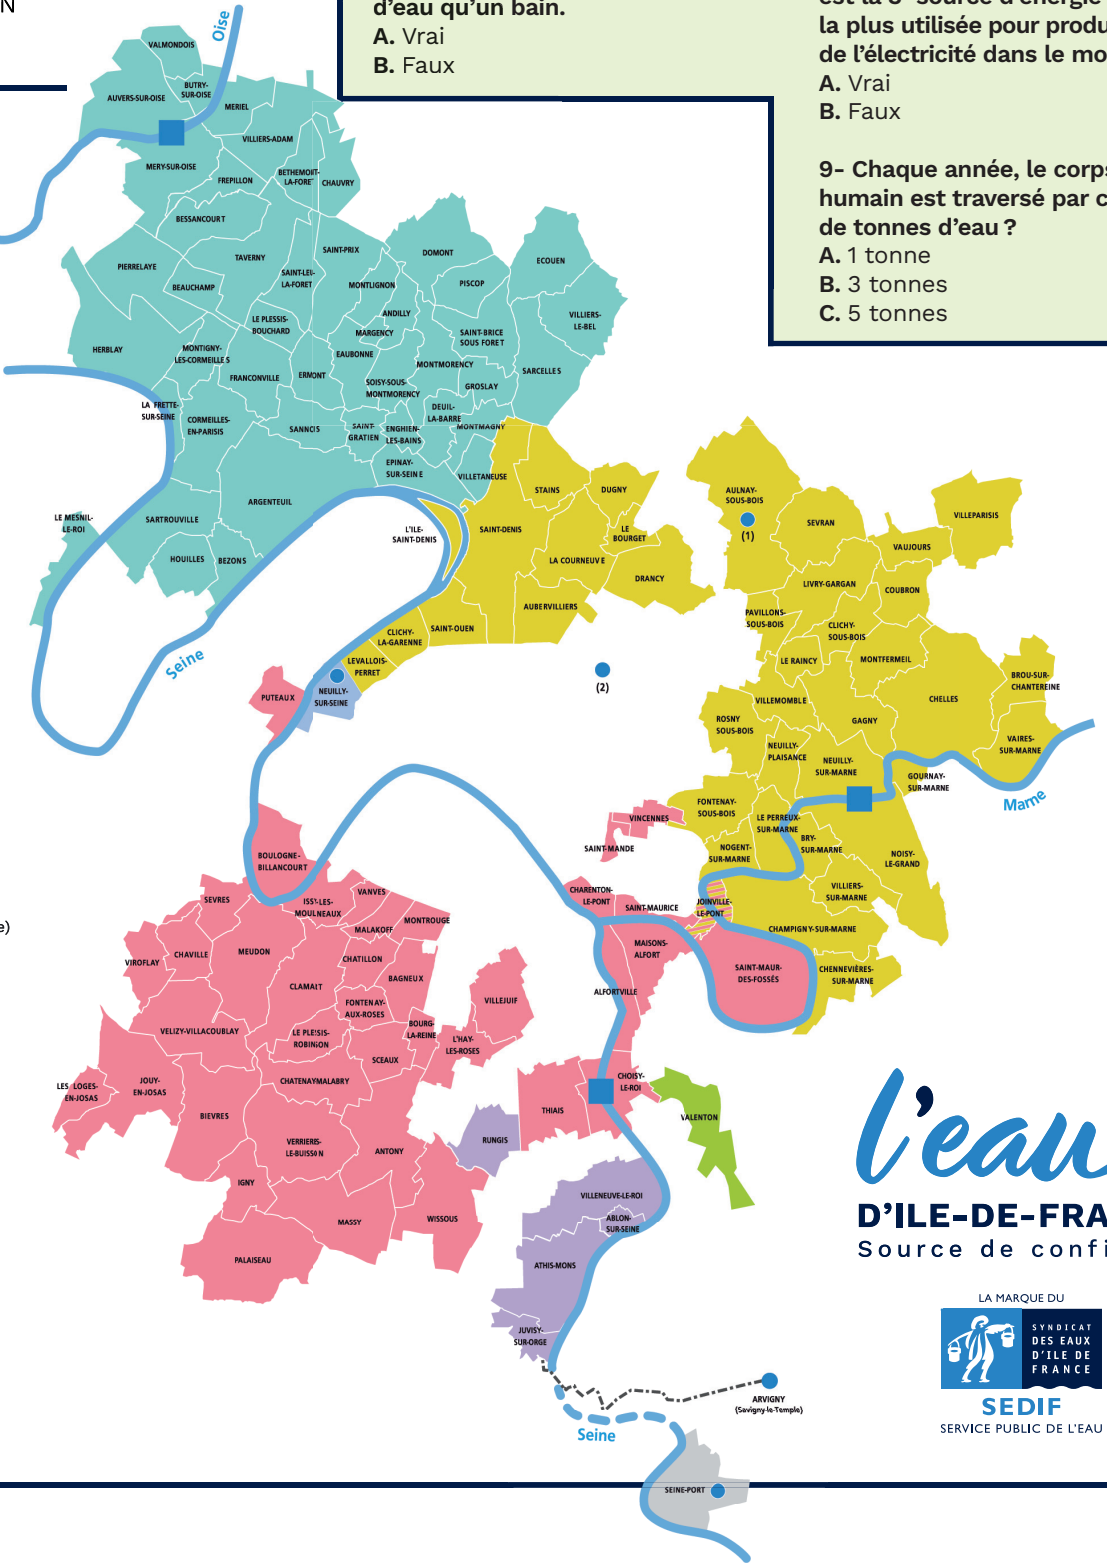 N
d'eau qu'un bain.
A. Vrai
B. Faux
la plus utilisée pour produ
de l'électricité dans le mo
A. Vrai
B. Faux
9- Chaque année, le corps
humain est traversé par c
de tonnes d'eau ?
A. 1 tonne
B. 3 tonnes
C. 5 tonnes
Oise
VALMONDOIS
BUTRY-
SUR-OISE
AUVERS-SUR-OISE
MERIEL
VILLIERS-ADAM
MERY-SUR-OISE
FREPILLON
BETHEMONT-
LA-FORET
CHAUVRY
BESSANCOURT
PIERRELAYE
TAVERNY
SAINT-PRIX
DOMONT
ECOUEN
BEAUCHAMP
SAINT-LEU-
LA-FORET
MONTLIGNON
PISCOP
ANDILLY
VILLIERS-
LE-BEL
LE PLESSIS-
BOUCHARD
MARGENCY
SAINT-BRICE
SOUS FORET
HERBLAY
MONTIGNY-
LES-CORMEILLES
EAUBONNE
MONTMORENCY
SARCELLES
FRANCONVILLE
ERMONT
SOISY-SOUS-
MONTMORENCY
GROSLAY
LA FRETTE-
SUR-SEINE
CORMEILLES-
EN-PARISIS
SANNOIS
SAINT-
GRATIEN
ENGHIEN-
LES-BAINS
DEUIL-
LA-BARRE
MONTMAGNY
EPINAY-
SUR-SEINE
VILLETANEUSE
ARGENTEUIL
SARTROUVILLE
LE MESNIL-
LE-ROI
HOUILLES
BEZONS
L'ILE-
SAINT-DENIS
STAINS
DUGNY
SAINT-DENIS
LE
BOURGET
LA COURNEUVE
DRANCY
AUBERVILLIERS
SAINT-OUEN
CLICHY-
LA-GARENNE
LEVALLOIS-
PERRET
NEUILLY-
SUR-SEINE
PUTEAUX
Seine
(2)
AULNAY-
SOUS-BOIS
(1)
SEVRAN
VILLEPARISIS
VAUJOURS
LIVRY-GARGAN
COUBRON
PAVILLONS-
SOUS-BOIS
CLICHY-
SOUS-BOIS
LE RAINCY
MONTFERMEIL
VILLEMOMBLE
CHELLES
BROU-SUR-
CHANTEREINE
ROSNY
SOUS-BOIS
GAGNY
NEUILLY-
PLAISANCE
NEUILLY-
SUR-MARNE
VAIRES-
SUR-MARNE
GOURNAY-
SUR-MARNE
Marne
FONTENAY-
SOUS-BOIS
LE PERREUX-
SUR-MARNE
BRY-
SUR-MARNE
NOGENT-
SUR-MARNE
NOISY-
LE-GRAND
VILLIERS-
SUR-MARNE
CHAMPIGNY-SUR-MARNE
CHENNEVIÈRES-
SUR-MARNE
VINCENNES
SAINT-MANDE
CHARENTON-
LE-PONT
SAINT-MAURICE
JOINVILLE-
LE-PONT
MAISONS-
ALFORT
SAINT-MAUR-
DES-FOSSÉS
ALFORTVILLE
BOULOGNE-
BILLANCOURT
SEVRES
ISSY-LES-
MOULINEAUX
VANVES
MALAKOFF
MONTROUGE
e)
VIROFLAY
CHAVILLE
MEUDON
CHATILLON
CLAMART
BAGNEUX
FONTENAY-
AUX-ROSES
VILLEJUIF
VELIZY-VILLACOUBLAY
LE PLESSIS-
ROBINSON
BOURG-
LA-REINE
L'HAY-
LES-ROSES
SCEAUX
LES LOGES-
EN-JOSAS
JOUY-
EN-JOSAS
CHATENAYMALABRY
BIEVRES
VERRIERES-
LE-BUISSON
ANTONY
IGNY
MASSY
WISSOUS
PALAISEAU
THIAIS
CHOISY-
LE-ROI
VALENTON
RUNGIS
VILLENEUVE-LE-ROI
ABLON-
SUR-SEINE
ATHIS-MONS
JUVISY-
SUR-ORGE
ARVIGNY
(Savigny-le-Temple)
Seine
SEINE-PORT
l'eau
D'ILE-DE-FRA
Source de confi
LA MARQUE DU
SYNDICAT
DES EAUX
D'ILE DE
FRANCE
SEDIF
SERVICE PUBLIC DE L'EAU